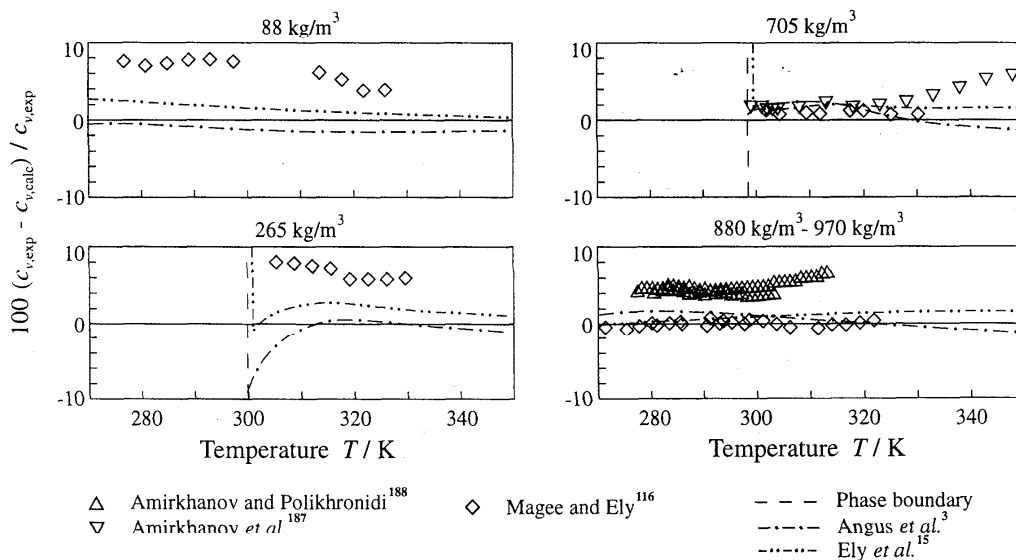 88 kg/m³
705 kg/m³
10
0
-10
10
0
-10
100 (c_v,exp - c_v,calc) / c_v,exp
265 kg/m³
880 kg/m³ - 970 kg/m³
10
0
-10
10
0
-10
280 300 320 340
280 300 320 340
Temperature T / K
Temperature T / K
Amirkhanov and Polikhronidi¹⁸⁸
Amirkhanov et al.¹⁸⁷
Magee and Ely¹¹⁶
Phase boundary
Angus et al.³
Ely et al.¹⁵